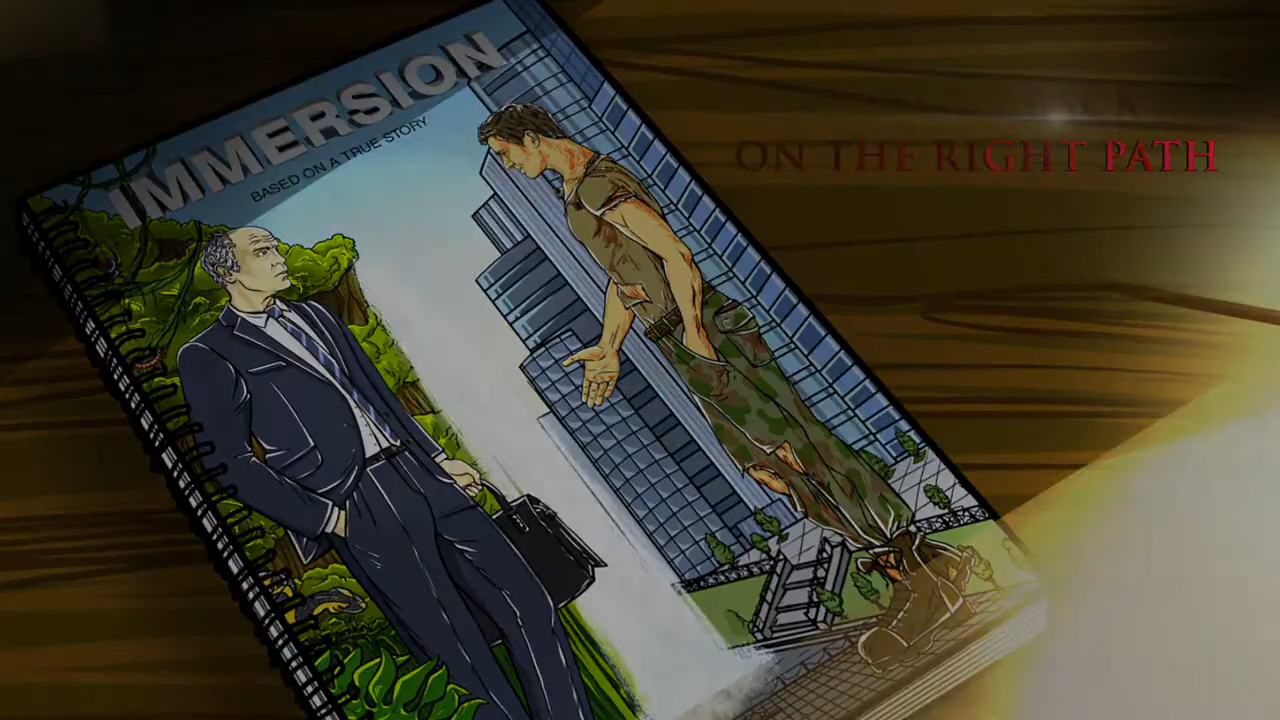 IMMERSION
BASED ON A TRUE STORY
ON THE RIGHT PATH